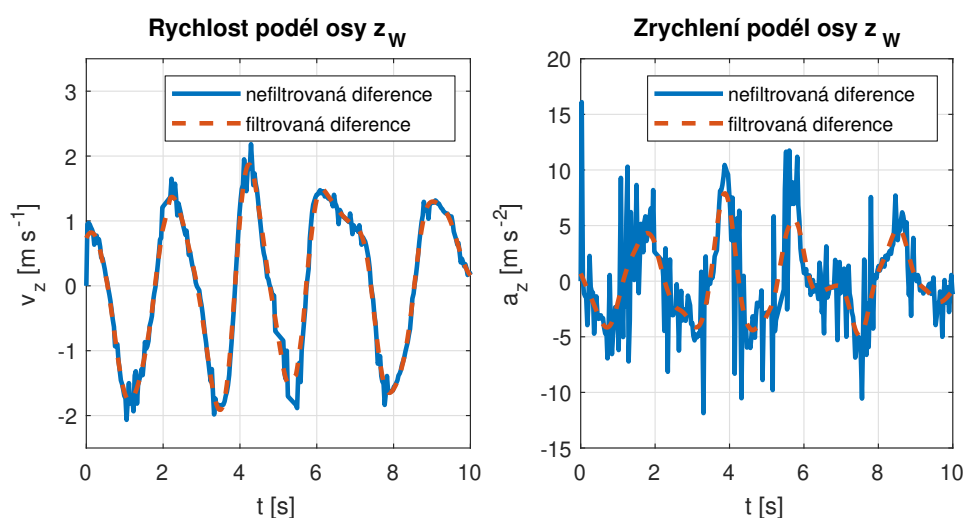 Rychlost podél osy z_W
nefiltrovaná diference
filtrovaná diference
v_z [m s^-1]
3
2
1
0
-1
-2
0
2
4
6
8
10
t [s]
Zrychlení podél osy z_W
nefiltrovaná diference
filtrovaná diference
a_z [m s^-2]
20
15
10
5
0
-5
-10
-15
0
2
4
6
8
10
t [s]